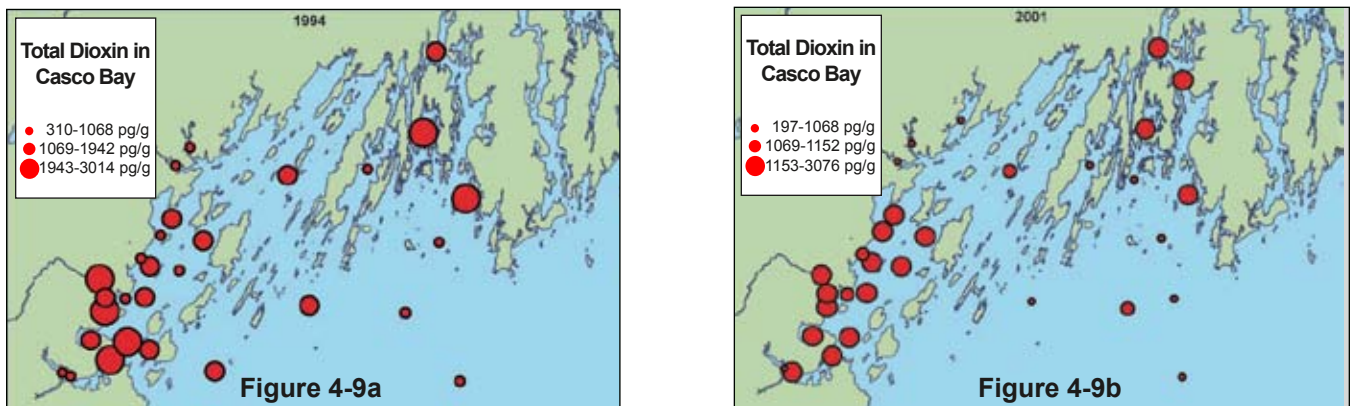 1994
Total Dioxin in
Casco Bay
310-1068 pg/g
1069-1942 pg/g
1943-3014 pg/g
Figure 4-9a
2001
Total Dioxin in
Casco Bay
197-1068 pg/g
1069-1152 pg/g
1153-3076 pg/g
Figure 4-9b